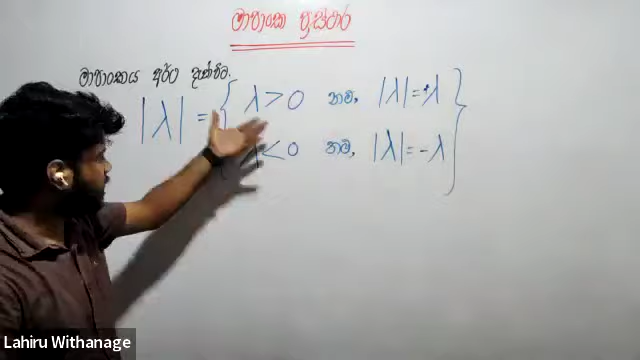 මාපාංක ප්‍රස්ථාර
මාපාංකය අර්ථ දැක්වීම.
|λ| = { λ > 0 නම්, |λ| = +λ }
λ < 0 නම්, |λ| = -λ
Lahiru Withanage